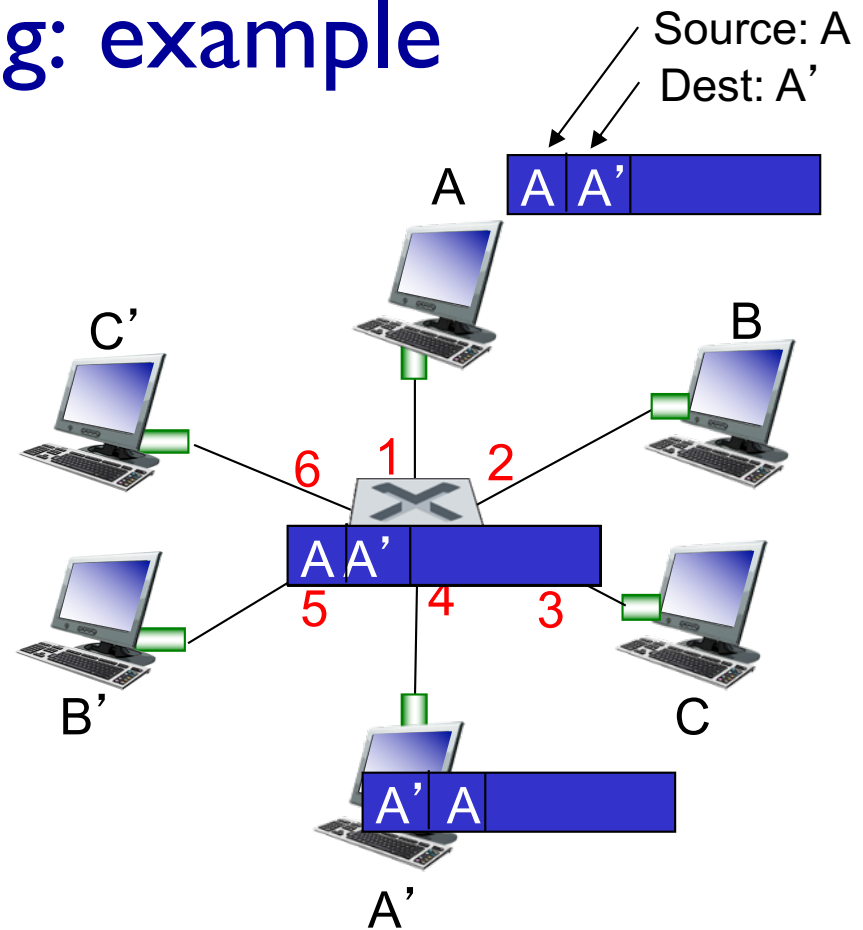 g: example
Source: A
Dest: A’
A A’
A
C’
B
6 1 2
A A’
5 4 3
B’
C
A’ A
A’